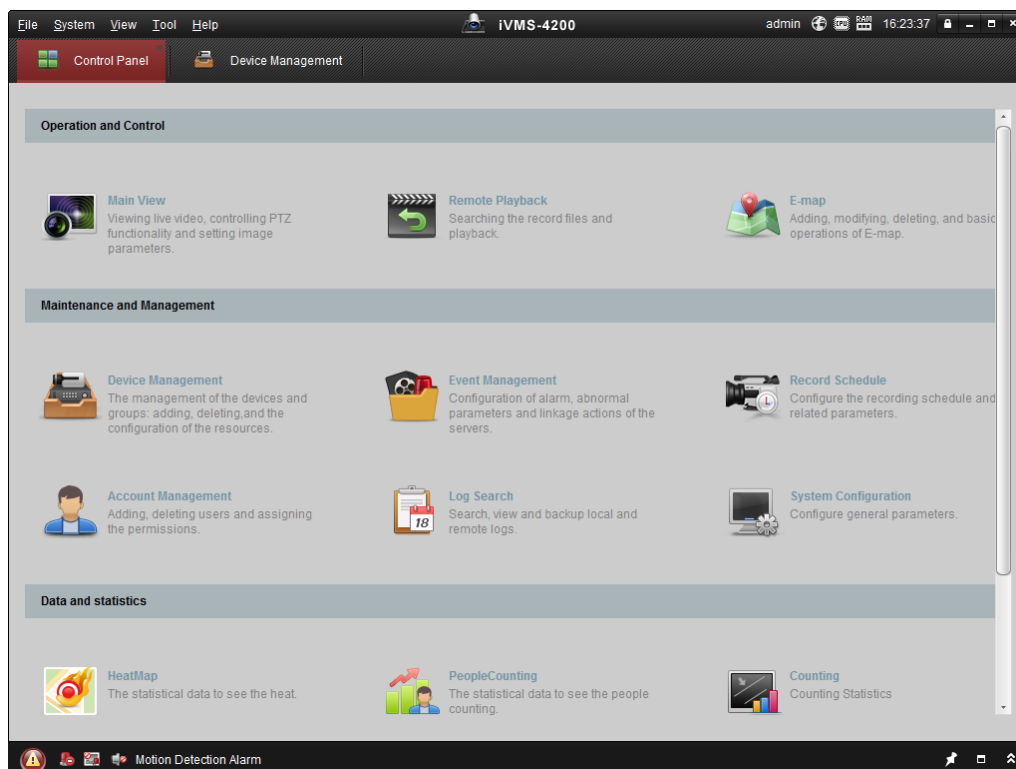 File System View Tool Help iVMS-4200 admin CPU RAM 16:23:37
Control Panel Device Management
Operation and Control
Main View
Viewing live video, controlling PTZ
functionality and setting image
parameters.
Remote Playback
Searching the record files and
playback.
E-map
Adding, modifying, deleting, and basic
operations of E-map.
Maintenance and Management
Device Management
The management of the devices and
groups: adding, deleting,and the
configuration of the resources.
Event Management
Configuration of alarm, abnormal
parameters and linkage actions of the
servers.
Record Schedule
Configure the recording schedule and
related parameters.
Account Management
Adding, deleting users and assigning
the permissions.
18
Log Search
Search, view and backup local and
remote logs.
System Configuration
Configure general parameters.
Data and statistics
HeatMap
The statistical data to see the heat.
PeopleCounting
The statistical data to see the people
counting.
Counting
Counting Statistics
Motion Detection Alarm